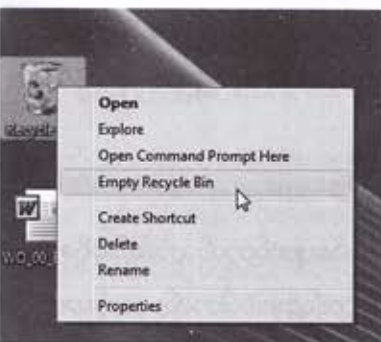 Open
Explore
Open Command Prompt Here
Empty Recycle Bin
W
Create Shortcut
Delete
Rename
Properties